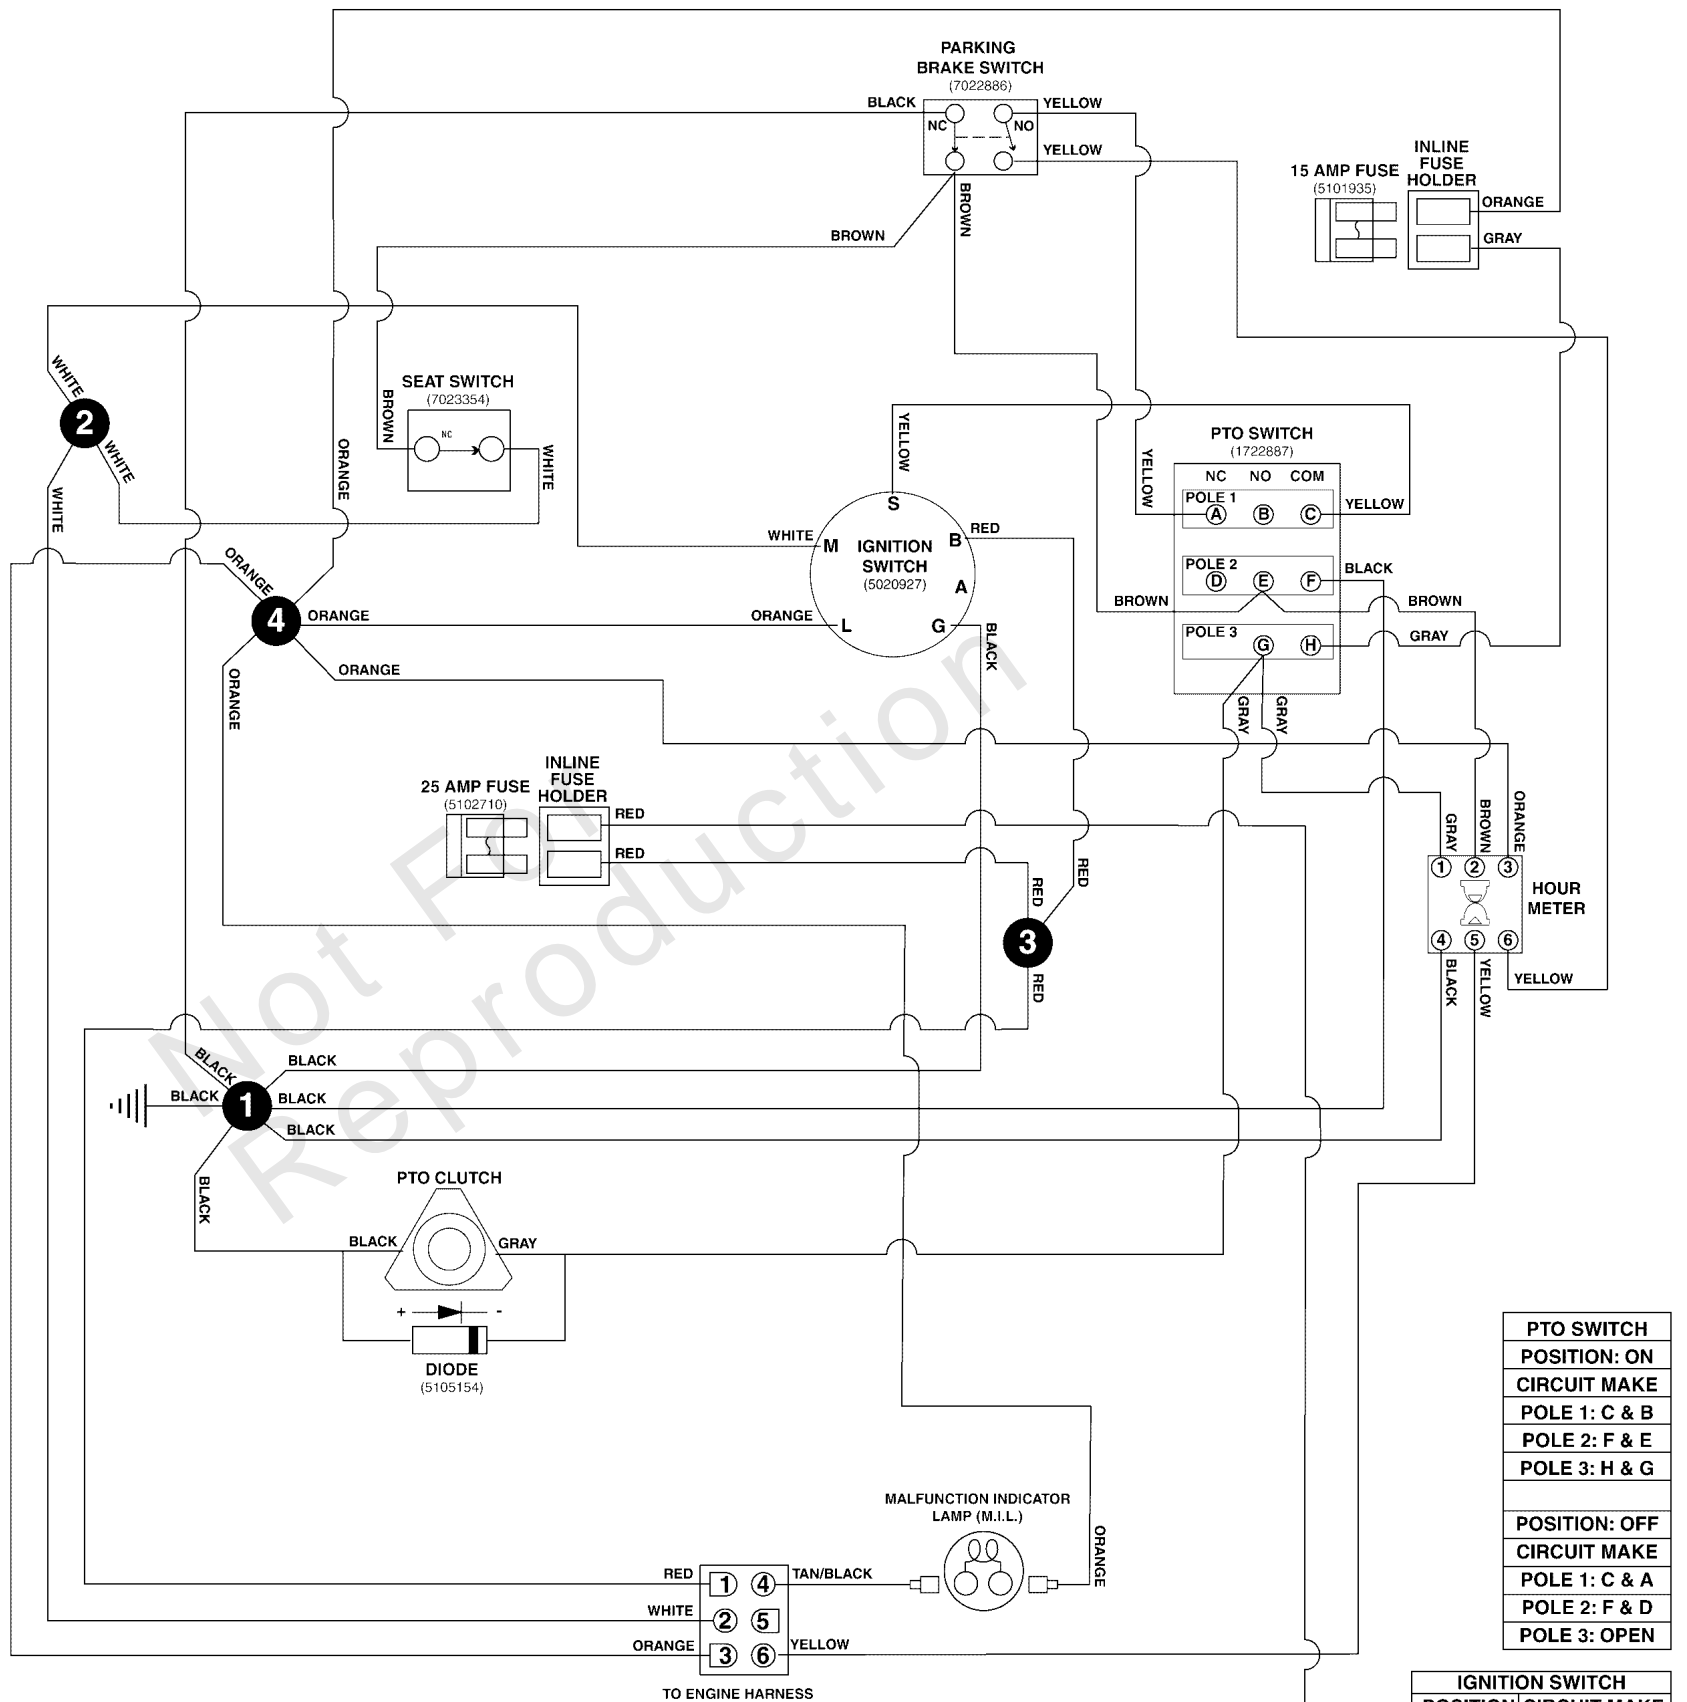 PARKING
BRAKE SWITCH
(7022886)
BLACK
YELLOW
NC
NO
YELLOW
BROWN
BROWN
15 AMP FUSE
(5101935)
INLINE
FUSE
HOLDER
ORANGE
GRAY
WHITE
2
WHITE
WHITE
SEAT SWITCH
(7023354)
BROWN
NC
WHITE
ORANGE
YELLOW
YELLOW
PTO SWITCH
(1722887)
NC NO COM
POLE 1
A B C
YELLOW
POLE 2
D E F
BLACK
BROWN
BROWN
POLE 3
G H
GRAY
GRAY
GRAY
S
WHITE
M
IGNITION
SWITCH
(5020927)
B
RED
A
ORANGE
L
G
BLACK
ORANGE
4
ORANGE
ORANGE
ORANGE
25 AMP FUSE
(5102710)
INLINE
FUSE
HOLDER
RED
RED
RED
RED
3
RED
GRAY
BROWN
ORANGE
1 2 3
HOUR
METER
4 5 6
BLACK
YELLOW
YELLOW
Not For
Reproduction
BLACK
BLACK
BLACK
1
BLACK
BLACK
BLACK
PTO CLUTCH
BLACK
GRAY
+ -
DIODE
(5105154)
MALFUNCTION INDICATOR
LAMP (M.I.L.)
ORANGE
RED
1 4
TAN/BLACK
WHITE
2 5
ORANGE
3 6
YELLOW
TO ENGINE HARNESS
PTO SWITCH
POSITION: ON
CIRCUIT MAKE
POLE 1: C & B
POLE 2: F & E
POLE 3: H & G
POSITION: OFF
CIRCUIT MAKE
POLE 1: C & A
POLE 2: F & D
POLE 3: OPEN
IGNITION SWITCH
POSITION CIRCUIT MAKE